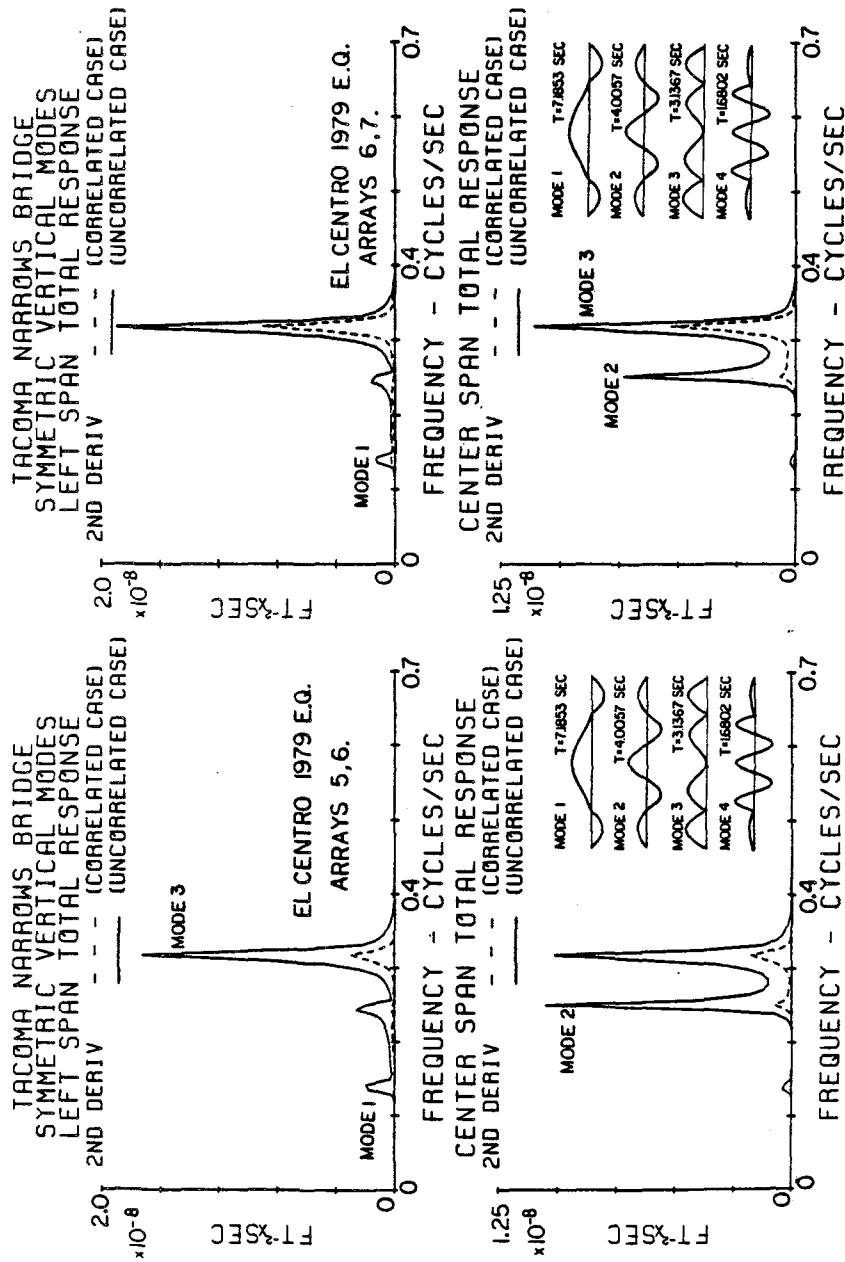 TACOMA NARROWS BRIDGE
SYMMETRIC VERTICAL MODES
LEFT SPAN TOTAL RESPONSE
2ND DERIV - - - (CORRELATED CASE)
—— (UNCORRELATED CASE)
2.0
x10-8
FT-2xSEC
0
MODE 1
MODE 3
EL CENTRO 1979 E.Q.
ARRAYS 5,6.
0
0.4
0.7
FREQUENCY - CYCLES/SEC
CENTER SPAN TOTAL RESPONSE
2ND DERIV - - - (CORRELATED CASE)
—— (UNCORRELATED CASE)
1.25
x10-8
FT-2xSEC
0
MODE 2
MODE 1 T=7.1853 SEC
MODE 2 T=4.0057 SEC
MODE 3 T=3.1367 SEC
MODE 4 T=1.6802 SEC
0
0.4
0.7
FREQUENCY - CYCLES/SEC
TACOMA NARROWS BRIDGE
SYMMETRIC VERTICAL MODES
LEFT SPAN TOTAL RESPONSE
2ND DERIV - - - (CORRELATED CASE)
—— (UNCORRELATED CASE)
2.0
x10-8
FT-2xSEC
0
MODE 1
EL CENTRO 1979 E.Q.
ARRAYS 6,7.
0
0.4
0.7
FREQUENCY - CYCLES/SEC
CENTER SPAN TOTAL RESPONSE
2ND DERIV - - - (CORRELATED CASE)
—— (UNCORRELATED CASE)
1.25
x10-8
FT-2xSEC
0
MODE 2
MODE 3
MODE 1 T=7.1853 SEC
MODE 2 T=4.0057 SEC
MODE 3 T=3.1367 SEC
MODE 4 T=1.6802 SEC
0
0.4
0.7
FREQUENCY - CYCLES/SEC